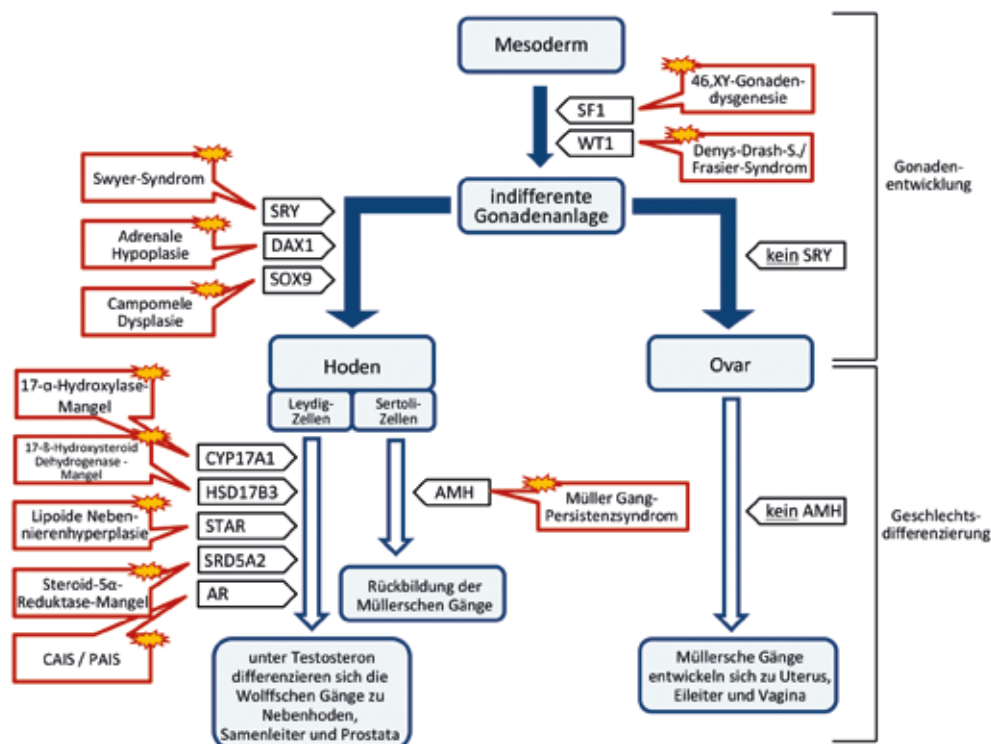 Mesoderm
46,XY-Gonaden-
dysgenesie
SF1
WT1
Denys-Drash-S./
Frasier-Syndrom
Gonaden-
entwicklung
Swyer-Syndrom
indifferente
Gonadenanlage
SRY
Adrenale
Hypoplasie
DAX1
kein SRY
SOX9
Campomele
Dysplasie
Hoden
Ovar
Leydig-
Zellen
Sertoli-
Zellen
17-α-Hydroxylase-
Mangel
17-ß-Hydroxysteroid
Dehydrogenase -
Mangel
CYP17A1
HSD17B3
AMH
Müller Gang-
Persistenzsyndrom
kein AMH
Geschlechts-
differenzierung
Lipoide Neben-
nierenhyperplasie
STAR
SRD5A2
Steroid-5α-
Reduktase-Mangel
AR
Rückbildung der
Müllerschen Gänge
CAIS / PAIS
unter Testosteron
differenzieren sich die
Wolffschen Gänge zu
Nebenhoden,
Samenleiter und Prostata
Müllersche Gänge
entwickeln sich zu Uterus,
Eileiter und Vagina